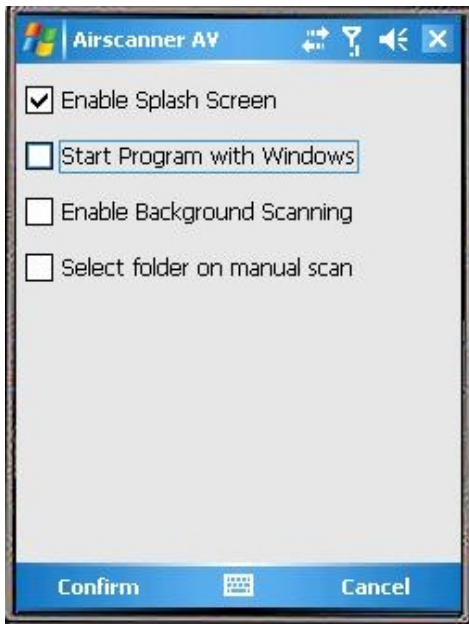 Airscanner AV
Enable Splash Screen
Start Program with Windows
Enable Background Scanning
Select folder on manual scan
Confirm Cancel